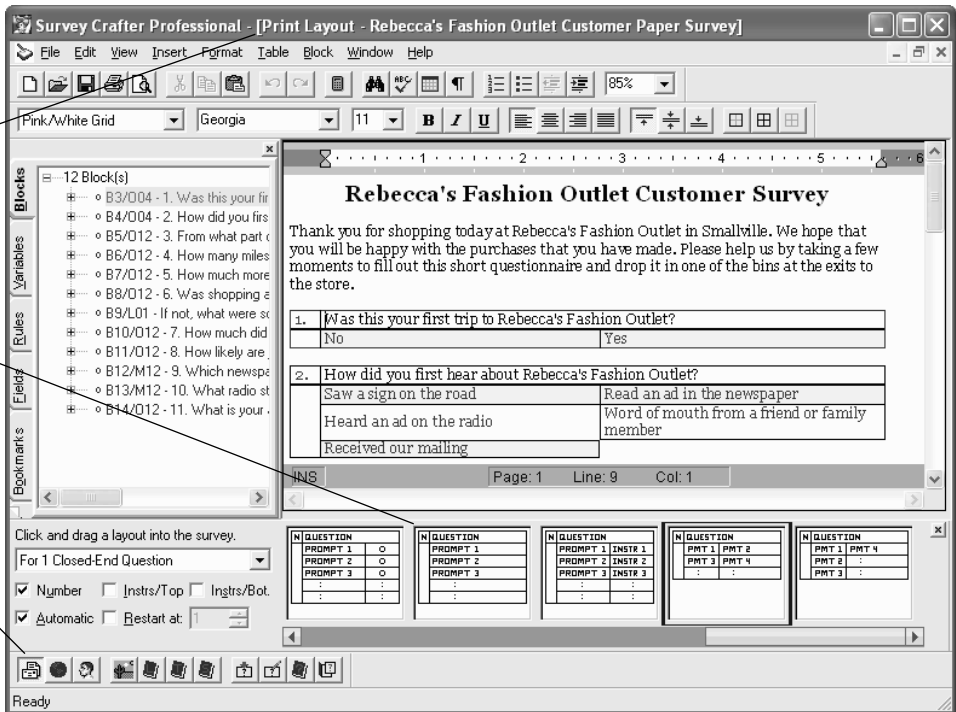 Survey Crafter Professional - [Print Layout - Rebecca's Fashion Outlet Customer Paper Survey]
File Edit View Insert Format Table Block Window Help
85%
Pink/White Grid Georgia 11 B I U
Blocks
Variables
Rules
Fields
Bookmarks
12 Block(s)
B3/O04 - 1. Was this your fir
B4/O04 - 2. How did you firs
B5/O12 - 3. From what part o
B6/O12 - 4. How many miles
B7/O12 - 5. How much more
B8/O12 - 6. Was shopping a
B9/L01 - If not, what were so
B10/O12 - 7. How much did
B11/O12 - 8. How likely are
B12/M12 - 9. Which newspa
B13/M12 - 10. What radio st
B14/O12 - 11. What is your
1 2 3 4 5 6
Rebecca's Fashion Outlet Customer Survey
Thank you for shopping today at Rebecca's Fashion Outlet in Smallville. We hope that
you will be happy with the purchases that you have made. Please help us by taking a few
moments to fill out this short questionnaire and drop it in one of the bins at the exits to
the store.
1. Was this your first trip to Rebecca's Fashion Outlet?
No Yes
2. How did you first hear about Rebecca's Fashion Outlet?
Saw a sign on the road Read an ad in the newspaper
Heard an ad on the radio Word of mouth from a friend or family
member
Received our mailing
INS Page: 1 Line: 9 Col: 1
Click and drag a layout into the survey.
For 1 Closed-End Question
Number Instrs/Top Instrs/Bot.
Automatic Restart at: 1
N QUESTION
PROMPT 1 O
PROMPT 2 O
PROMPT 3 O
: :
: :
N QUESTION
PROMPT 1
PROMPT 2
PROMPT 3
:
:
N QUESTION
PROMPT 1 INSTR 1
PROMPT 2 INSTR 2
PROMPT 3 INSTR 3
: :
: :
N QUESTION
PMT 1 PMT 2
PMT 3 PMT 4
: :
N QUESTION
PMT 1 PMT 4
PMT 2 :
PMT 3 :
Ready